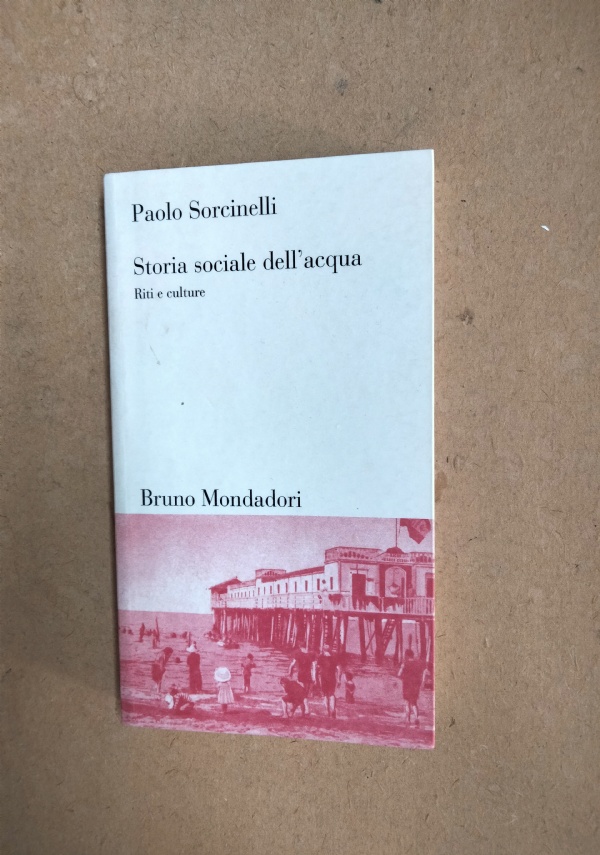 Paolo Sorcinelli
Storia sociale dell'acqua
Riti e culture
Bruno Mondadori